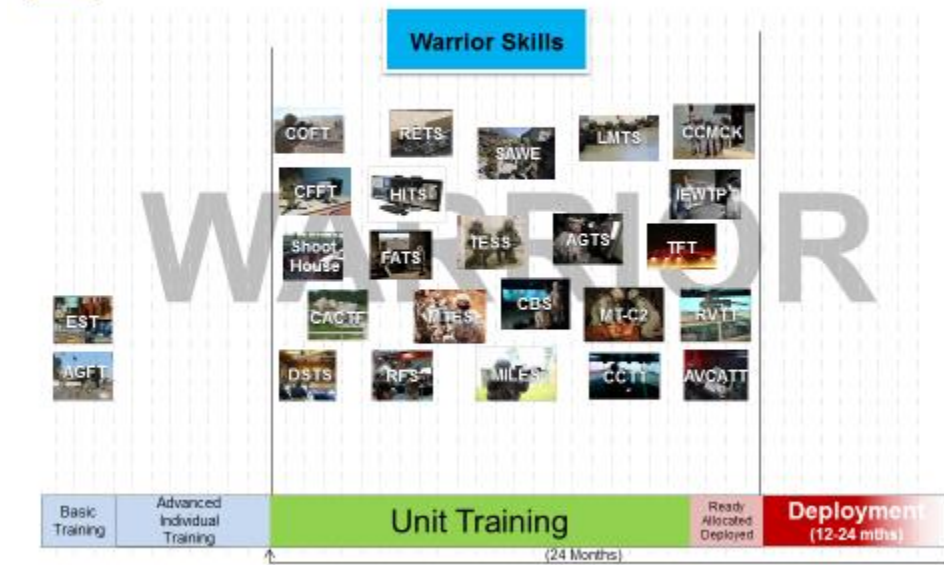 Warrior Skills
COFT
RETS
SAWE
LMTS
CCMCK
CFFT
HITS
IEWTPT
Shoot
House
FATS
TESS
AGTS
TFT
WARRIOR
EST
CACTF
MTES
CBS
MT-C2
RVTT
AGFT
DSTS
RFS
MILES
CCTT
AVCATT
Basic
Training
Advanced
Individual
Training
Unit Training
Ready
Allocated
Deployed
Deployment
(12-24 mths)
(24 Months)